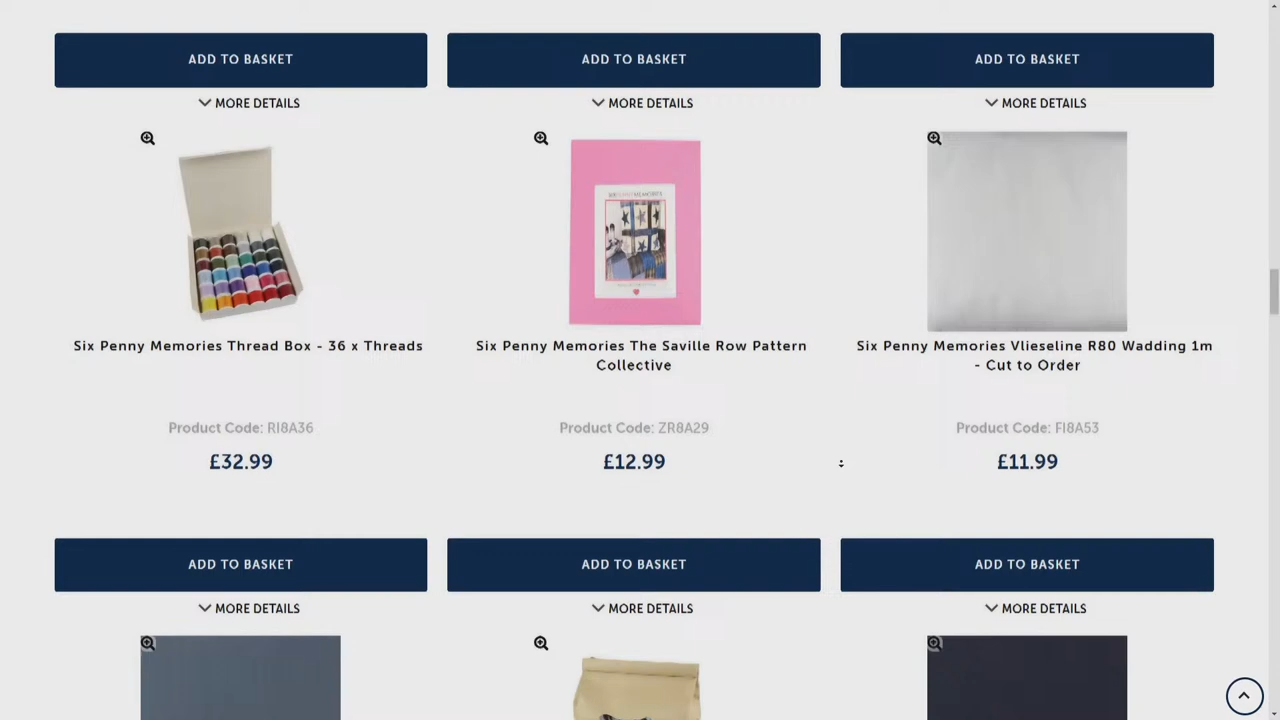 ADD TO BASKET ADD TO BASKET ADD TO BASKET
MORE DETAILS MORE DETAILS MORE DETAILS
Six Penny Memories Thread Box - 36 x Threads
Six Penny Memories The Saville Row Pattern
Collective
Six Penny Memories Vlieseline R80 Wadding 1m
- Cut to Order
Product Code: RI8A36 Product Code: ZR8A29 Product Code: FI8A53
£32.99 £12.99 £11.99
ADD TO BASKET ADD TO BASKET ADD TO BASKET
MORE DETAILS MORE DETAILS MORE DETAILS